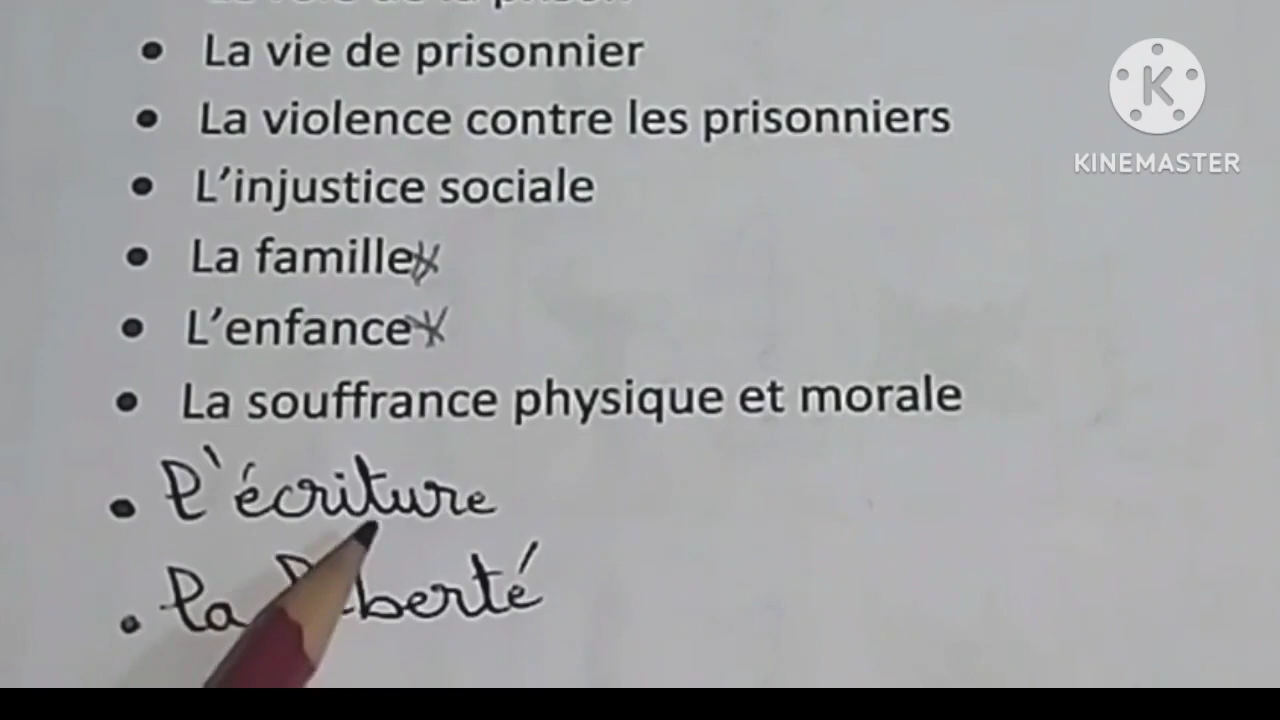 • La vie de prisonnier
• La violence contre les prisonniers
• L'injustice sociale
• La famille*
• L'enfance*
• La souffrance physique et morale
• l'écriture
• la liberté
K
KINEMASTER